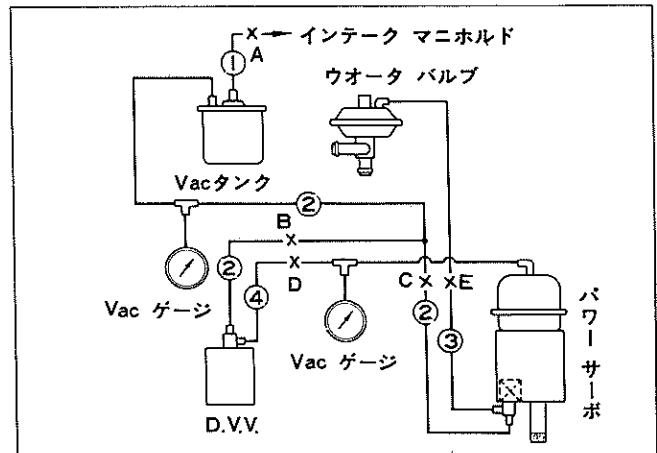 × → インテーク マニホルド
① A
ウオータ バルブ
Vacタンク
②
B
×
② × D
④
C × × E
②
③
Vac ゲージ
Vac ゲージ
D.V.V.
パワー サーボ